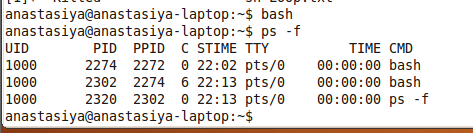 anastasiya@anastasiya-laptop:~$ bash
anastasiya@anastasiya-laptop:~$ ps -f
UID        PID  PPID  C STIME TTY          TIME CMD
1000      2274  2272  0 22:02 pts/0    00:00:00 bash
1000      2302  2274  6 22:13 pts/0    00:00:00 bash
1000      2320  2302  0 22:13 pts/0    00:00:00 ps -f
anastasiya@anastasiya-laptop:~$